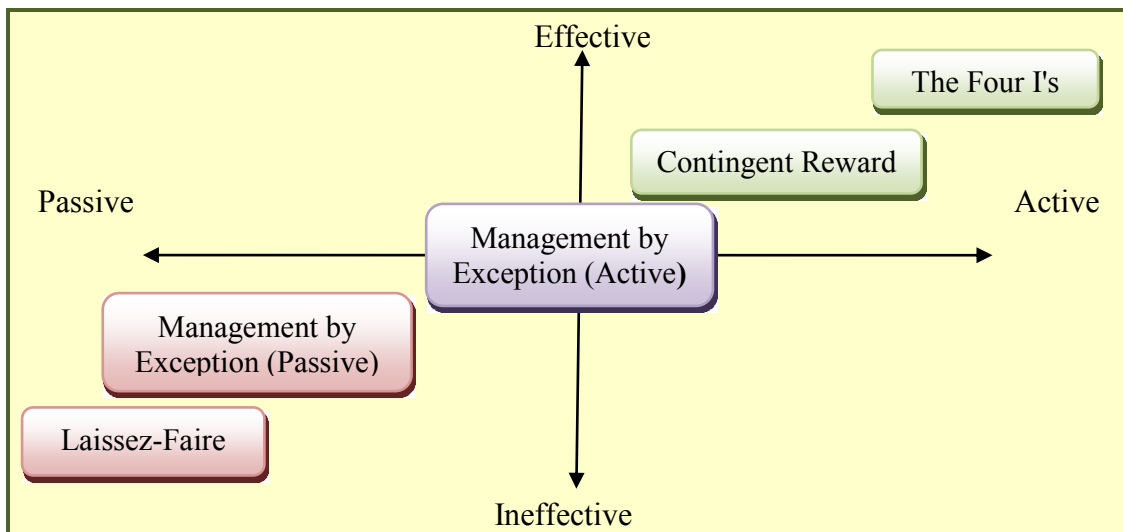 Effective
The Four I's
Contingent Reward
Passive
Active
Management by
Exception (Active)
Management by
Exception (Passive)
Laissez-Faire
Ineffective